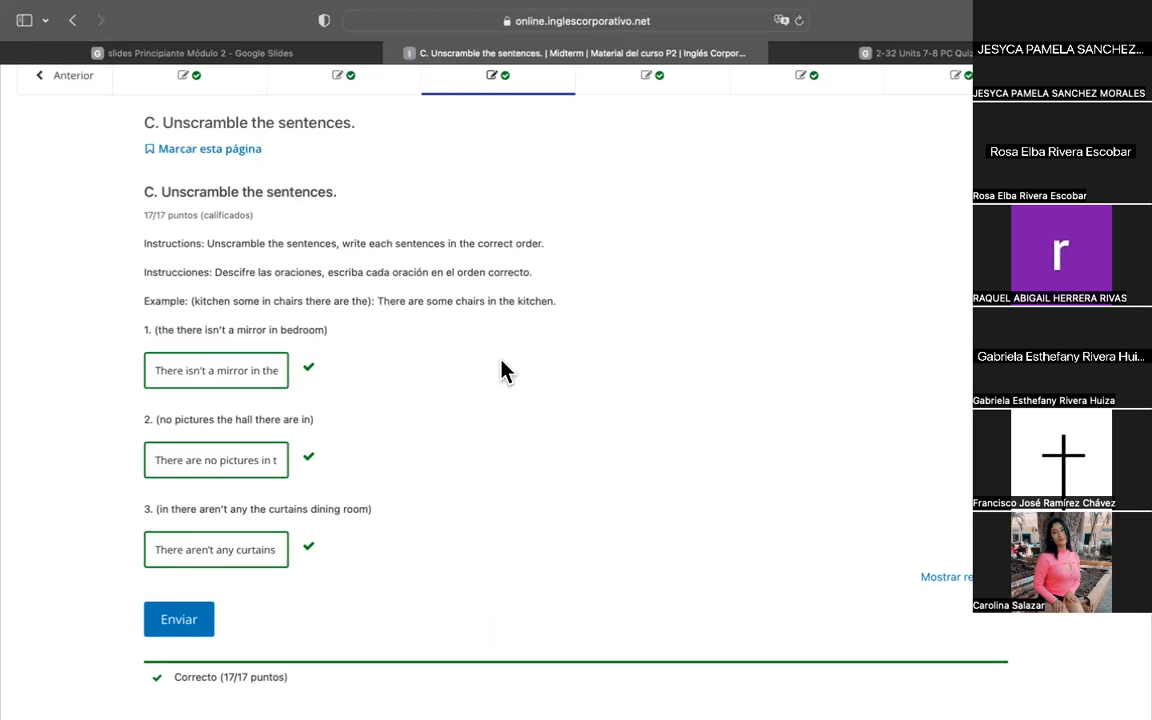 online.inglescorporativo.net
slides Principiante Módulo 2 - Google Slides
C. Unscramble the sentences. | Midterm | Material del curso P2 | Inglés Corpor...
2-32 Units 7-8 PC Qui
Anterior
C. Unscramble the sentences.
Marcar esta página
C. Unscramble the sentences.
17/17 puntos (calificados)
Instructions: Unscramble the sentences, write each sentences in the correct order.
Instrucciones: Descifre las oraciones, escriba cada oración en el orden correcto.
Example: (kitchen some in chairs there are the): There are some chairs in the kitchen.
1. (the there isn't a mirror in bedroom)
There isn't a mirror in the
2. (no pictures the hall there are in)
There are no pictures in t
3. (in there aren't any the curtains dining room)
There aren't any curtains
Mostrar re
Enviar
Correcto (17/17 puntos)
JESYCA PAMELA SANCHEZ...
JESYCA PAMELA SANCHEZ MORALES
Rosa Elba Rivera Escobar
Rosa Elba Rivera Escobar
r
RAQUEL ABIGAIL HERRERA RIVAS
Gabriela Esthefany Rivera Hui...
Gabriela Esthefany Rivera Huiza
Francisco José Ramírez Chávez
Carolina Salazar